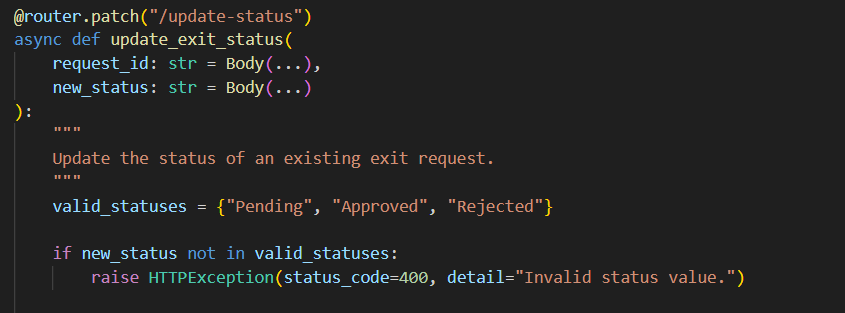 @router.patch("/update-status")
async def update_exit_status(
    request_id: str = Body(...),
    new_status: str = Body(...)
):
    """
    Update the status of an existing exit request.
    """
    valid_statuses = {"Pending", "Approved", "Rejected"}
    if new_status not in valid_statuses:
        raise HTTPException(status_code=400, detail="Invalid status value.")